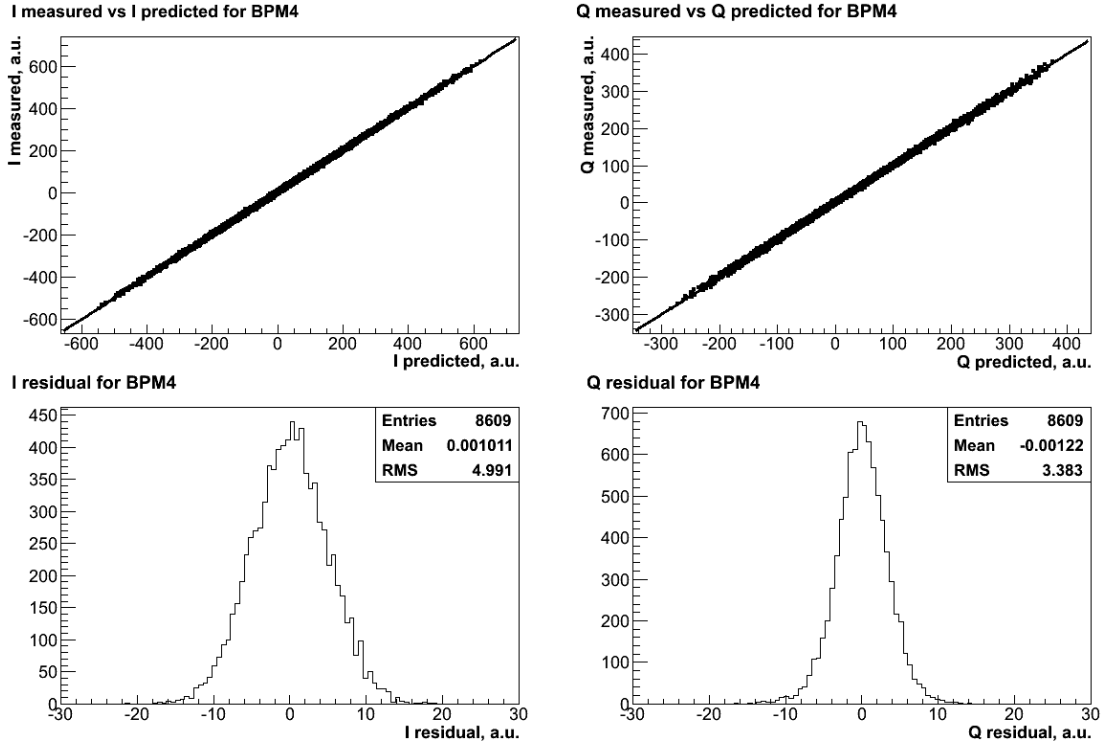 I measured vs I predicted for BPM4
I measured, a.u.
600
400
200
0
-200
-400
-600
-600 -400 -200 0 200 400 600
I predicted, a.u.
Q measured vs Q predicted for BPM4
Q measured, a.u.
400
300
200
100
0
-100
-200
-300
-300 -200 -100 0 100 200 300 400
Q predicted, a.u.
I residual for BPM4
Entries 8609
Mean 0.001011
RMS 4.991
450
400
350
300
250
200
150
100
50
0
-30 -20 -10 0 10 20 30
I residual, a.u.
Q residual for BPM4
Entries 8609
Mean -0.00122
RMS 3.383
700
600
500
400
300
200
100
0
-30 -20 -10 0 10 20 30
Q residual, a.u.